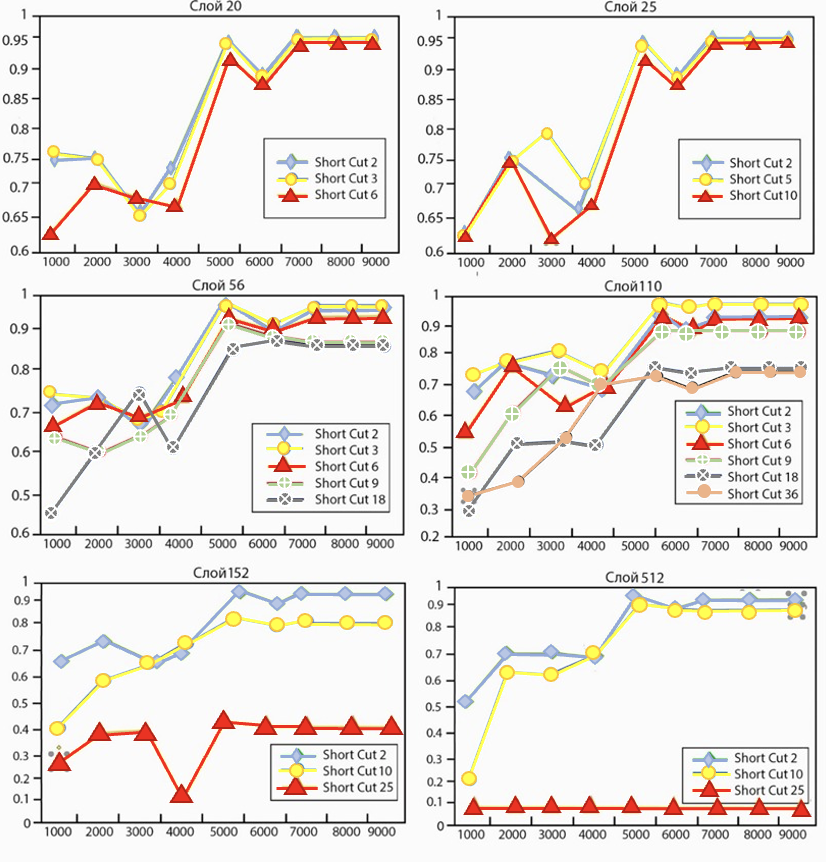 Слой 20
1
0.95
0.9
0.85
0.8
0.75
0.7
0.65
0.6
Short Cut 2
Short Cut 3
Short Cut 6
1000 2000 3000 4000 5000 6000 7000 8000 9000
Слой 25
1
0.95
0.9
0.85
0.8
0.75
0.7
0.65
0.6
Short Cut 2
Short Cut 5
Short Cut10
1000 2000 3000 4000 5000 6000 7000 8000 9000
Слой 56
1
0.9
0.8
0.7
0.6
0.5
0.6
Short Cut 2
Short Cut 3
Short Cut 6
Short Cut 9
Short Cut 18
1000 2000 3000 4000 5000 6000 7000 8000 9000
Слой110
1
0.9
0.8
0.7
0.6
0.5
0.4
0.3
0.2
Short Cut 2
Short Cut 3
Short Cut 6
Short Cut 9
Short Cut 18
Short Cut 36
1000 2000 3000 4000 5000 6000 7000 8000 9000
Слой152
1
0.9
0.8
0.7
0.6
0.5
0.4
0.3
0.2
0.1
0
Short Cut 2
Short Cut10
Short Cut 25
1000 2000 3000 4000 5000 6000 7000 8000 9000
Слой 512
1
0.9
0.8
0.7
0.6
0.5
0.4
0.3
0.2
0.1
0
Short Cut 2
Short Cut10
Short Cut 25
1000 2000 3000 4000 5000 6000 7000 8000 9000